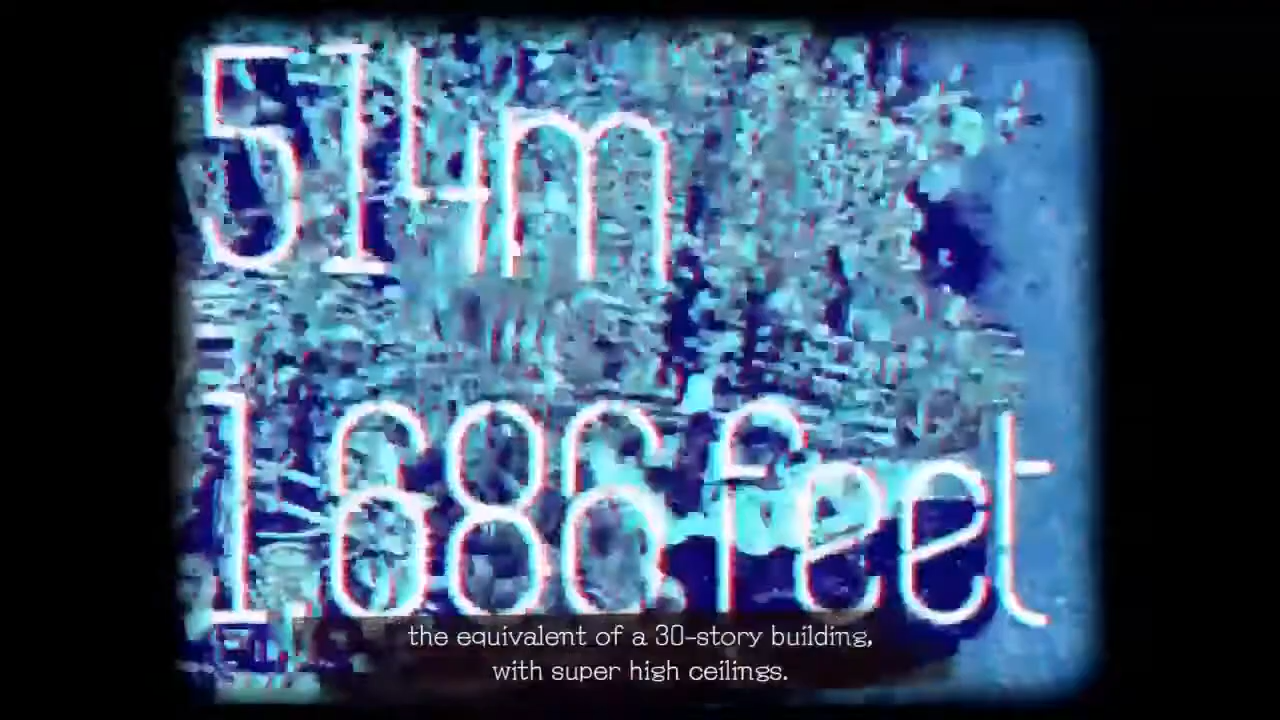 514m
1,686 feet
the equivalent of a 30-story building,
with super high ceilings.